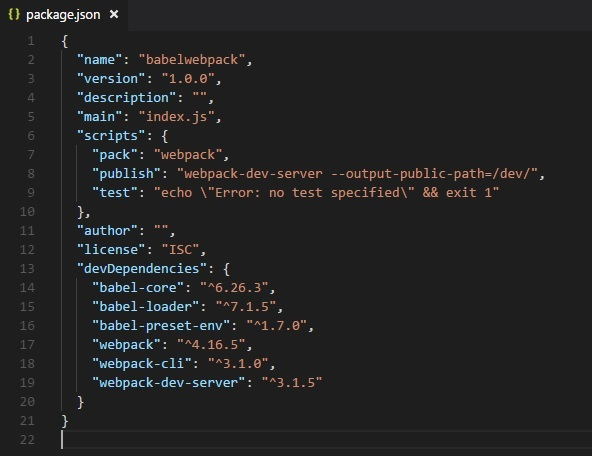 {} package.json ×
1 {
2   "name": "babelwebpack",
3   "version": "1.0.0",
4   "description": "",
5   "main": "index.js",
6   "scripts": {
7     "pack": "webpack",
8     "publish": "webpack-dev-server --output-public-path=/dev/",
9     "test": "echo \"Error: no test specified\" && exit 1"
10   },
11   "author": "",
12   "license": "ISC",
13   "devDependencies": {
14     "babel-core": "^6.26.3",
15     "babel-loader": "^7.1.5",
16     "babel-preset-env": "^1.7.0",
17     "webpack": "^4.16.5",
18     "webpack-cli": "^3.1.0",
19     "webpack-dev-server": "^3.1.5"
20   }
21 }
22